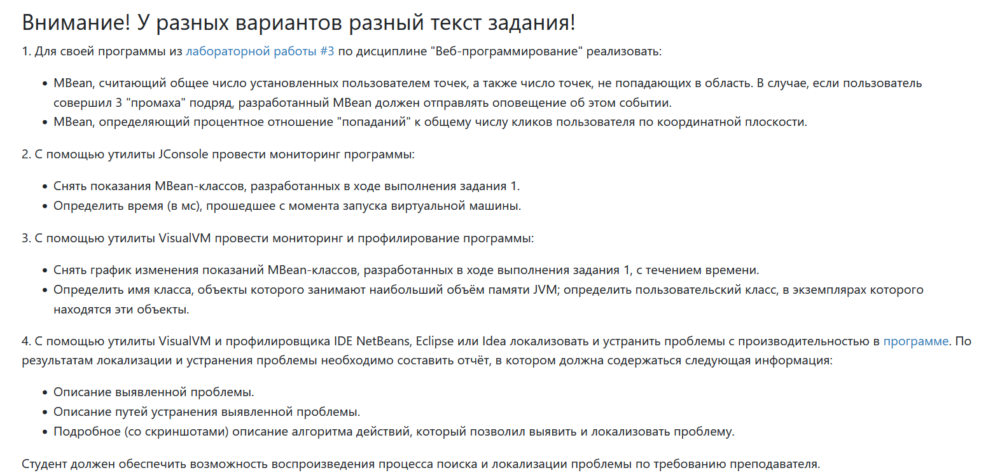 Внимание! У разных вариантов разный текст задания!
1. Для своей программы из лабораторной работы #3 по дисциплине "Веб-программирование" реализовать:
• MBean, считающий общее число установленных пользователем точек, а также число точек, не попадающих в область. В случае, если пользователь
совершил 3 "промаха" подряд, разработанный MBean должен отправлять оповещение об этом событии.
• MBean, определяющий процентное отношение "попаданий" к общему числу кликов пользователя по координатной плоскости.
2. С помощью утилиты JConsole провести мониторинг программы:
• Снять показания MBean-классов, разработанных в ходе выполнения задания 1.
• Определить время (в мс), прошедшее с момента запуска виртуальной машины.
3. С помощью утилиты VisualVM провести мониторинг и профилирование программы:
• Снять график изменения показаний MBean-классов, разработанных в ходе выполнения задания 1, с течением времени.
• Определить имя класса, объекты которого занимают наибольший объём памяти JVM; определить пользовательский класс, в экземплярах которого
находятся эти объекты.
4. С помощью утилиты VisualVM и профилировщика IDE NetBeans, Eclipse или Idea локализовать и устранить проблемы с производительностью в программе. По
результатам локализации и устранения проблемы необходимо составить отчёт, в котором должна содержаться следующая информация:
• Описание выявленной проблемы.
• Описание путей устранения выявленной проблемы.
• Подробное (со скриншотами) описание алгоритма действий, который позволил выявить и локализовать проблему.
Студент должен обеспечить возможность воспроизведения процесса поиска и локализации проблемы по требованию преподавателя.